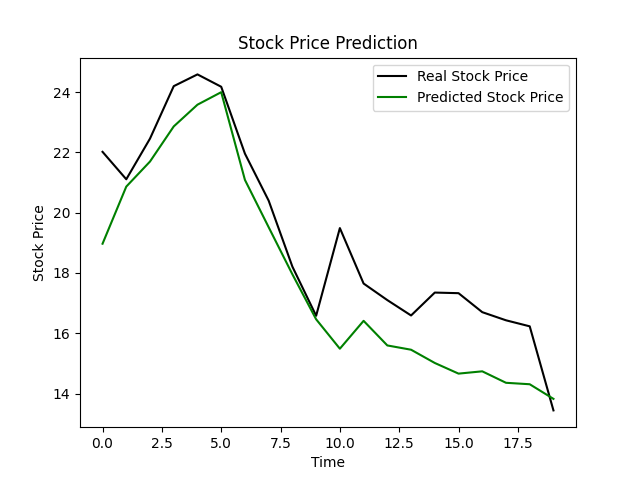 Stock Price Prediction
Real Stock Price
Predicted Stock Price
Stock Price
24
22
20
18
16
14
0.0 2.5 5.0 7.5 10.0 12.5 15.0 17.5
Time